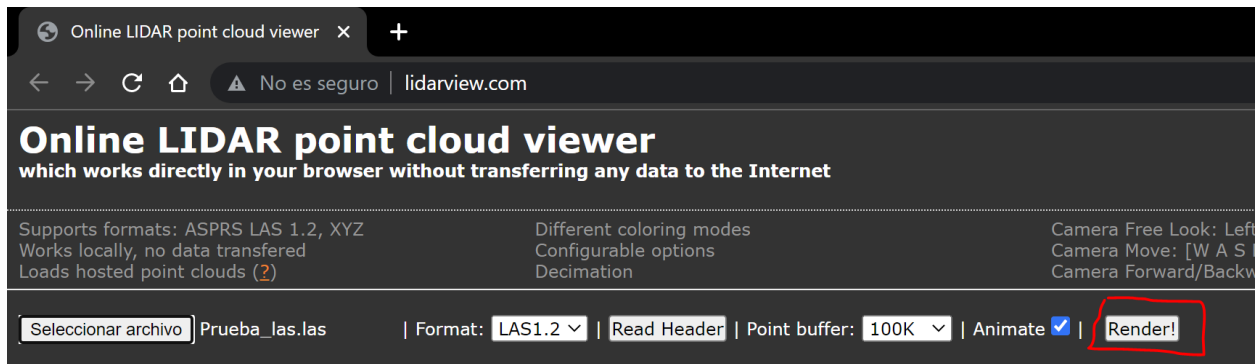 Online LIDAR point cloud viewer
No es seguro | lidarview.com
Online LIDAR point cloud viewer
which works directly in your browser without transferring any data to the Internet
Supports formats: ASPRS LAS 1.2, XYZ
Works locally, no data transfered
Loads hosted point clouds (?)
Different coloring modes
Configurable options
Decimation
Camera Free Look: Left
Camera Move: [W A S
Camera Forward/Backw
Seleccionar archivo Prueba_las.las | Format: LAS1.2 | Read Header | Point buffer: 100K | Animate | Render!